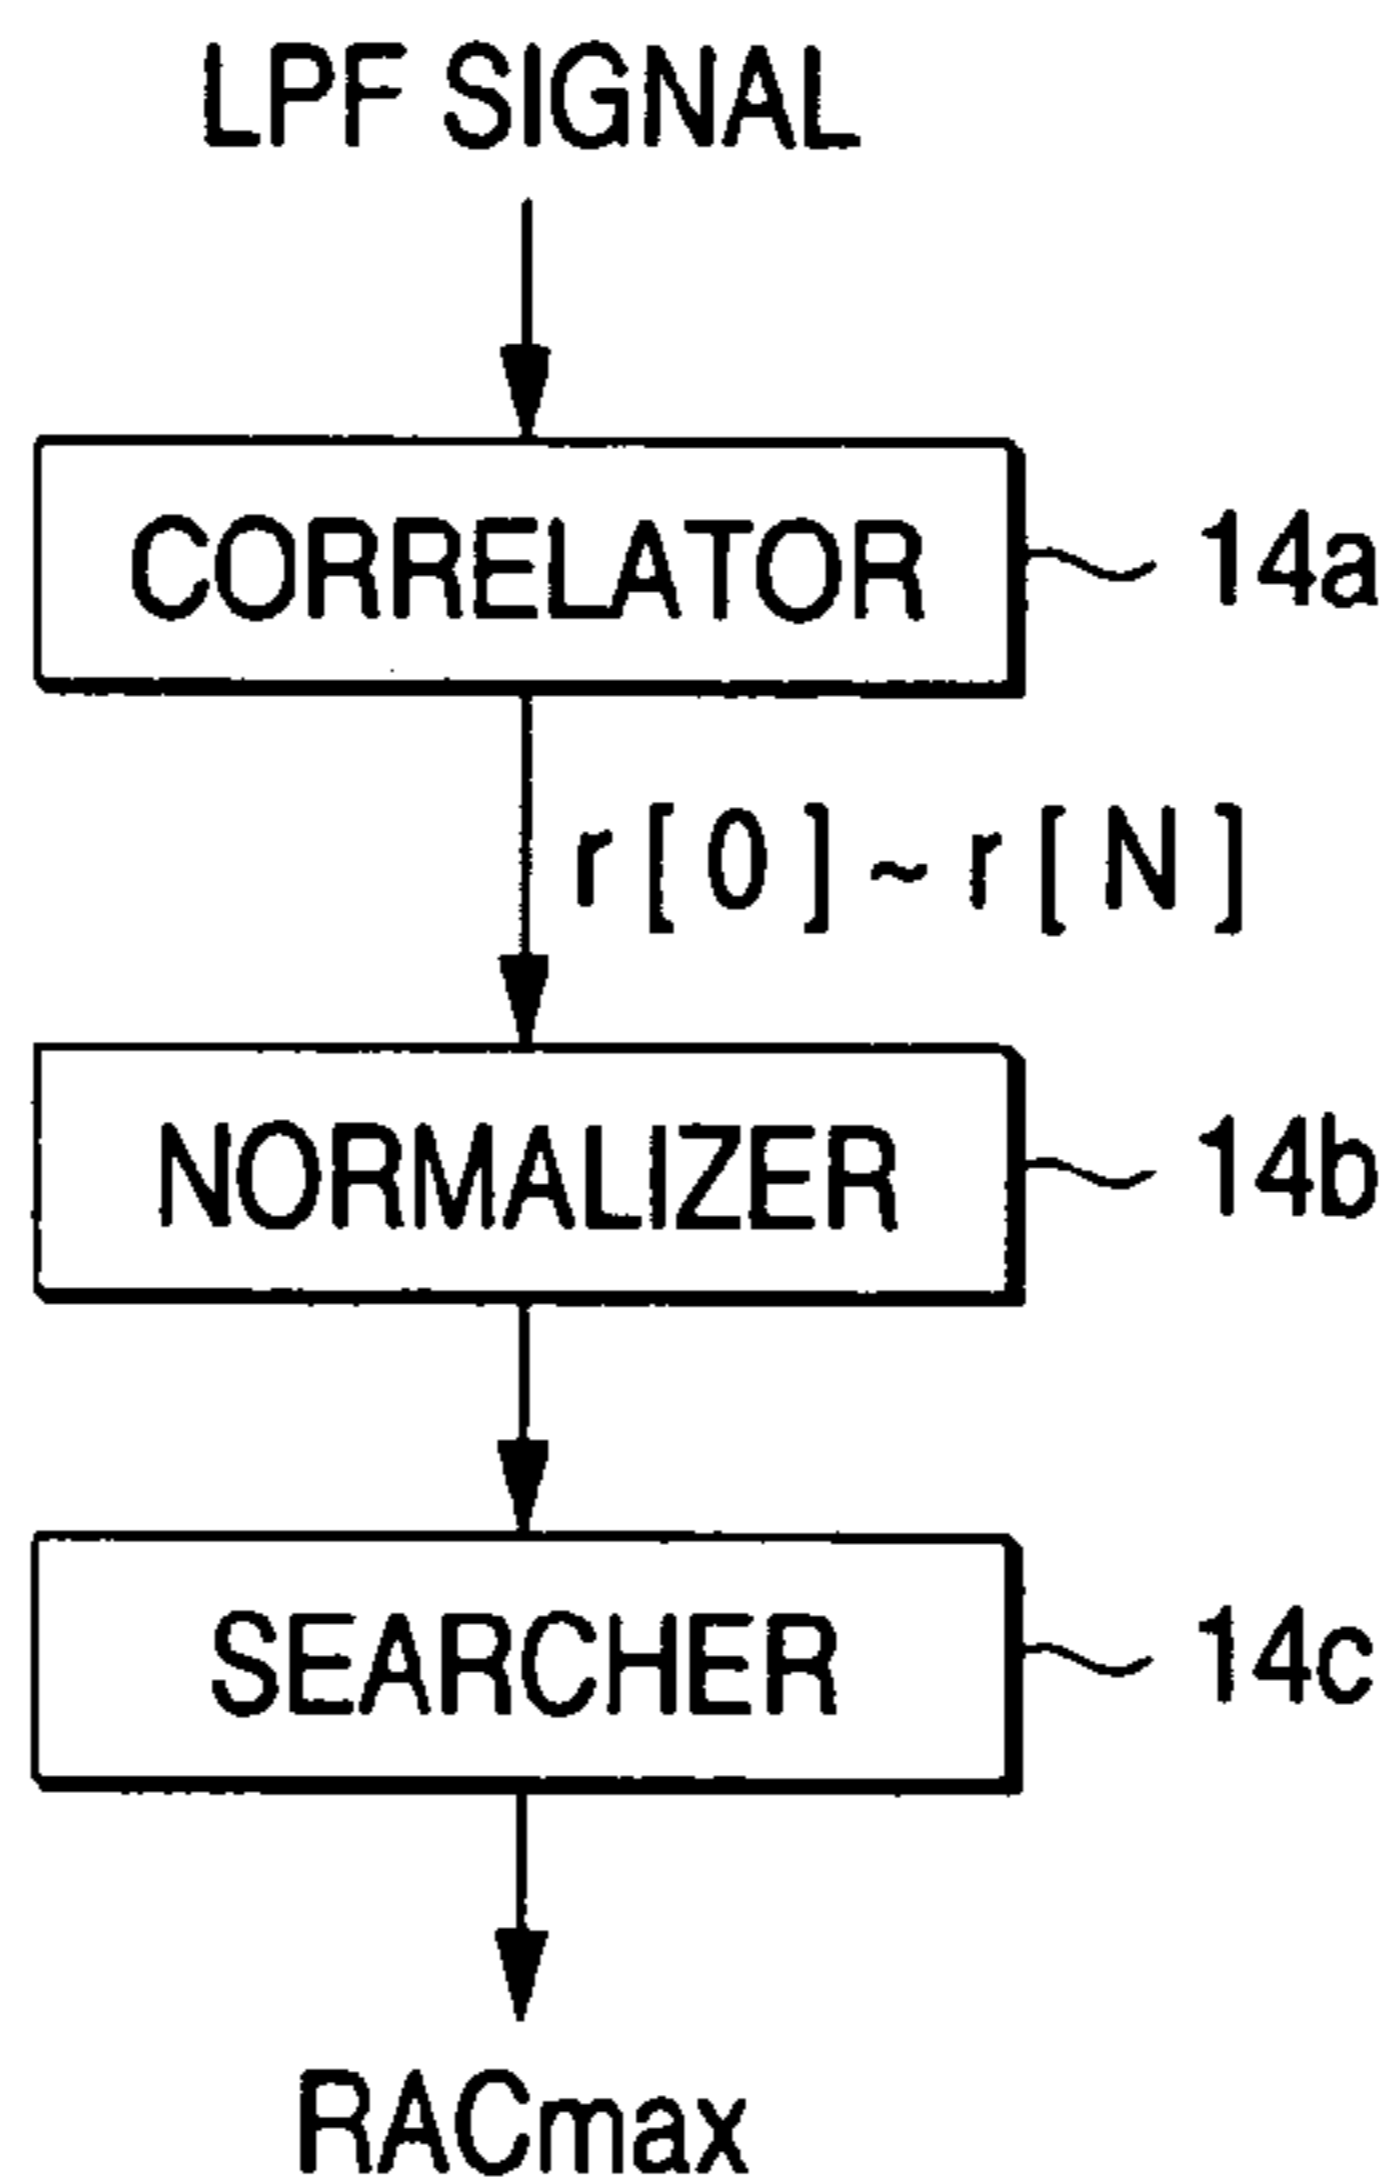 LPF SIGNAL
CORRELATOR
14a
r [ 0 ] ~ r [ N ]
NORMALIZER
14b
SEARCHER
14c
RACmax